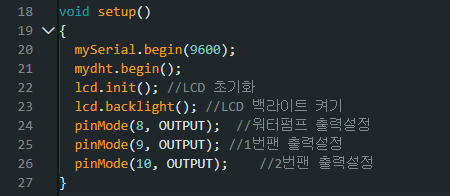 18 void setup()
19 {
20 mySerial.begin(9600);
21 mydht.begin();
22 lcd.init(); //LCD 초기화
23 lcd.backlight(); //LCD 백라이트 켜기
24 pinMode(8, OUTPUT); //워터펌프 출력설정
25 pinMode(9, OUTPUT); //1번팬 출력설정
26 pinMode(10, OUTPUT); //2번팬 출력설정
27 }